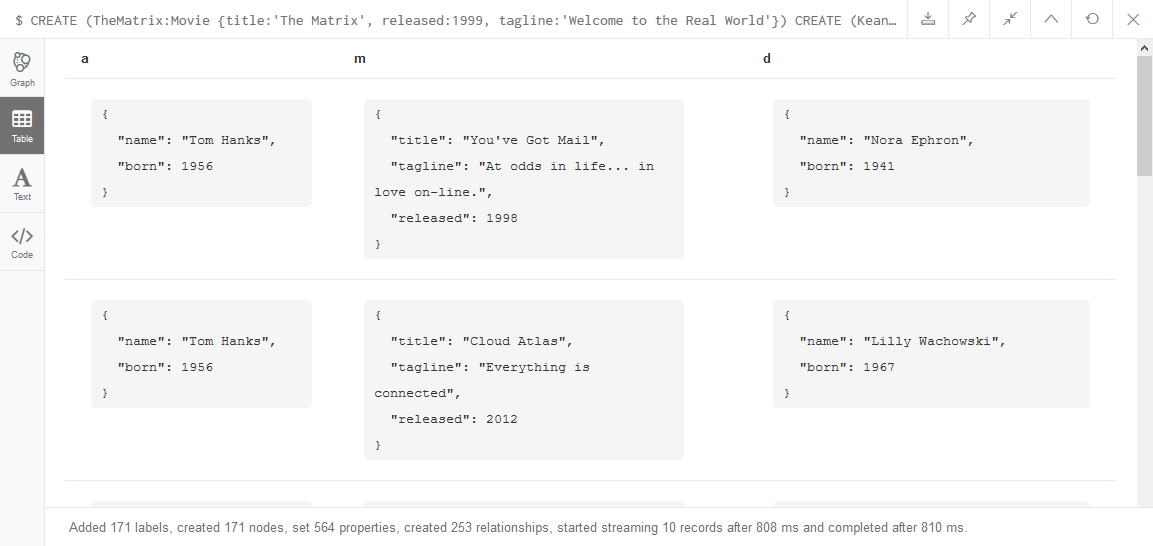 $ CREATE (TheMatrix:Movie {title:'The Matrix', released:1999, tagline:'Welcome to the Real World'}) CREATE (Kean…
Graph
Table
Text
Code
a m d
{
"name": "Tom Hanks",
"born": 1956
}
{
"title": "You've Got Mail",
"tagline": "At odds in life... in
love on-line.",
"released": 1998
}
{
"name": "Nora Ephron",
"born": 1941
}
{
"name": "Tom Hanks",
"born": 1956
}
{
"title": "Cloud Atlas",
"tagline": "Everything is
connected",
"released": 2012
}
{
"name": "Lilly Wachowski",
"born": 1967
}
Added 171 labels, created 171 nodes, set 564 properties, created 253 relationships, started streaming 10 records after 808 ms and completed after 810 ms.